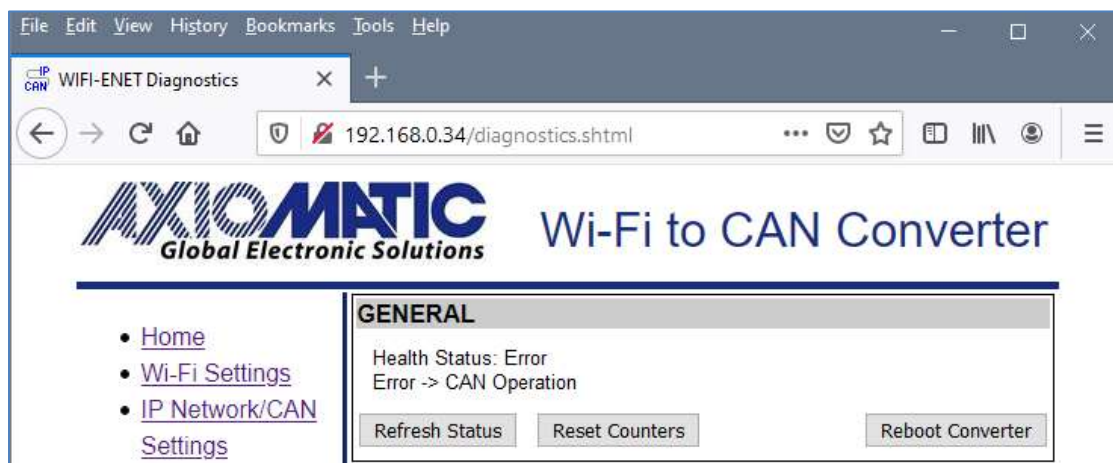 File Edit View History Bookmarks Tools Help
IP CAN WIFI-ENET Diagnostics
192.168.0.34/diagnostics.shtml
AXIOMATIC
Global Electronic Solutions
Wi-Fi to CAN Converter
Home
Wi-Fi Settings
IP Network/CAN
Settings
GENERAL
Health Status: Error
Error -> CAN Operation
Refresh Status Reset Counters Reboot Converter